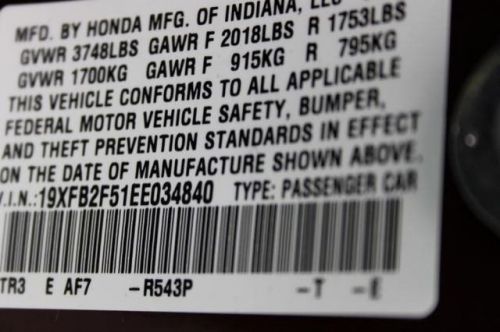 MFD. BY HONDA MFG. OF INDIANA, LLC
GVWR 3748LBS GAWR F 2018LBS R 1753LBS
GVWR 1700KG GAWR F 915KG R 795KG
THIS VEHICLE CONFORMS TO ALL APPLICABLE
FEDERAL MOTOR VEHICLE SAFETY, BUMPER,
AND THEFT PREVENTION STANDARDS IN EFFECT
ON THE DATE OF MANUFACTURE SHOWN ABOVE.
V.I.N.:19XFB2F51EE034840 TYPE: PASSENGER CAR
TR3 E AF7 -R543P -T -E